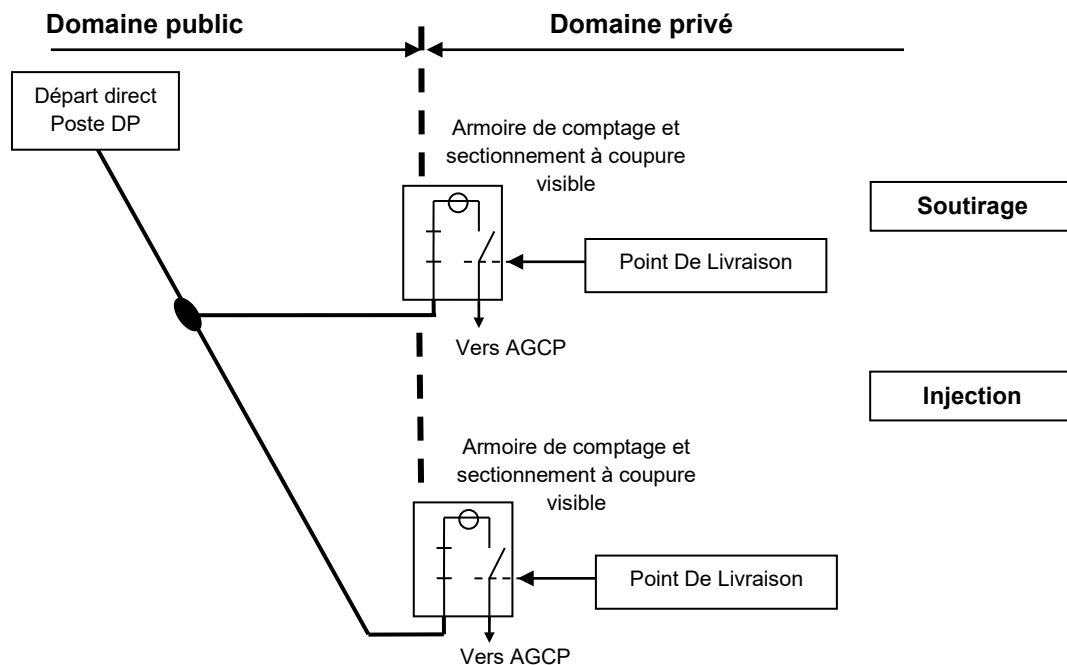 Domaine public
Domaine privé
Départ direct
Poste DP
Armoire de comptage et
sectionnement à coupure
visible
Soutirage
Point De Livraison
Vers AGCP
Injection
Armoire de comptage et
sectionnement à coupure
visible
Point De Livraison
Vers AGCP